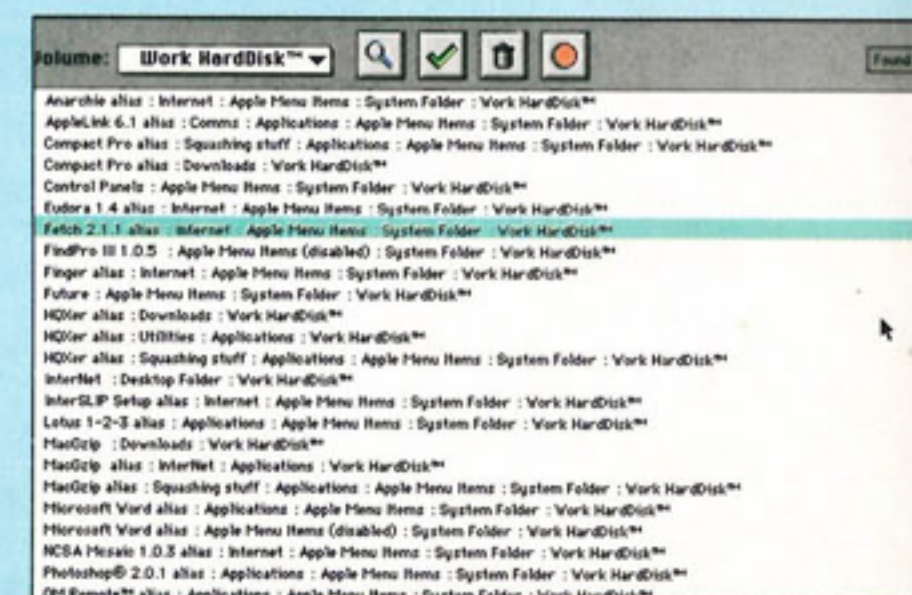 Volume: Work HardDisk™ Found
Anarchie alias : Internet : Apple Menu Items : System Folder : Work HardDisk™
AppleLink 6.1 alias : Comms : Applications : Apple Menu Items : System Folder : Work HardDisk™
Compact Pro alias : Squashing stuff : Applications : Apple Menu Items : System Folder : Work HardDisk™
Compact Pro alias : Downloads : Work HardDisk™
Control Panels : Apple Menu Items : System Folder : Work HardDisk™
Eudora 1.4 alias : Internet : Apple Menu Items : System Folder : Work HardDisk™
Fetch 2.1.1 alias : Internet : Apple Menu Items : System Folder : Work HardDisk™
FindPro III 1.0.5 : Apple Menu Items (disabled) : System Folder : Work HardDisk™
Finger alias : Internet : Apple Menu Items : System Folder : Work HardDisk™
Future : Apple Menu Items : System Folder : Work HardDisk™
HQXer alias : Downloads : Work HardDisk™
HQXer alias : Utilities : Applications : Work HardDisk™
HQXer alias : Squashing stuff : Applications : Apple Menu Items : System Folder : Work HardDisk™
InterNet : Desktop Folder : Work HardDisk™
InterSLIP Setup alias : Internet : Apple Menu Items : System Folder : Work HardDisk™
Lotus 1-2-3 alias : Applications : Apple Menu Items : System Folder : Work HardDisk™
MacGzip : Downloads : Work HardDisk™
MacGzip alias : InterNet : Applications : Work HardDisk™
MacGzip alias : Squashing stuff : Applications : Apple Menu Items : System Folder : Work HardDisk™
Microsoft Word alias : Applications : Apple Menu Items : System Folder : Work HardDisk™
Microsoft Word alias : Apple Menu Items (disabled) : System Folder : Work HardDisk™
NCSA Mosaic 1.0.3 alias : Internet : Apple Menu Items : System Folder : Work HardDisk™
Photoshop® 2.0.1 alias : Applications : Apple Menu Items : System Folder : Work HardDisk™
Remote™ alias : Applications : Apple Menu Items : System Folder : Work HardDisk™